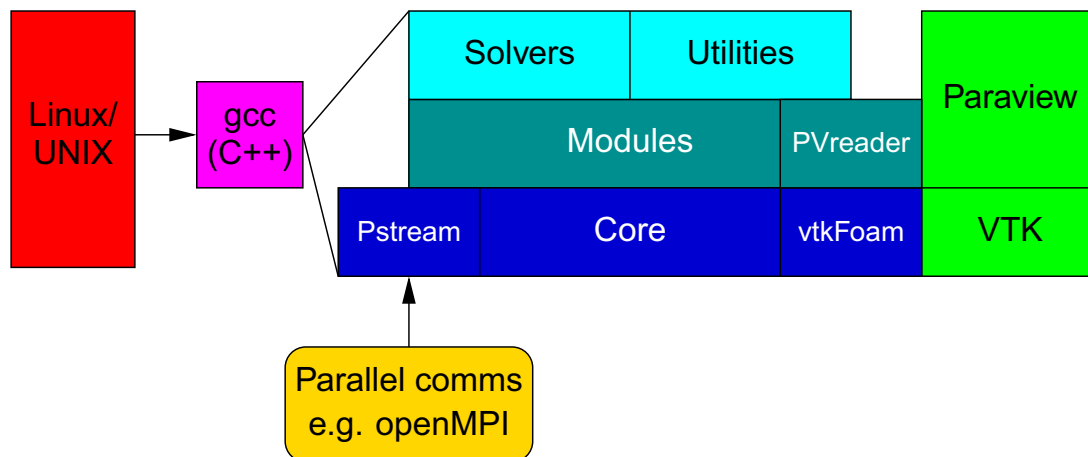 Linux/
UNIX
gcc
(C++)
Solvers
Utilities
Paraview
Modules
PVreader
Pstream
Core
vtkFoam
VTK
Parallel comms
e.g. openMPI